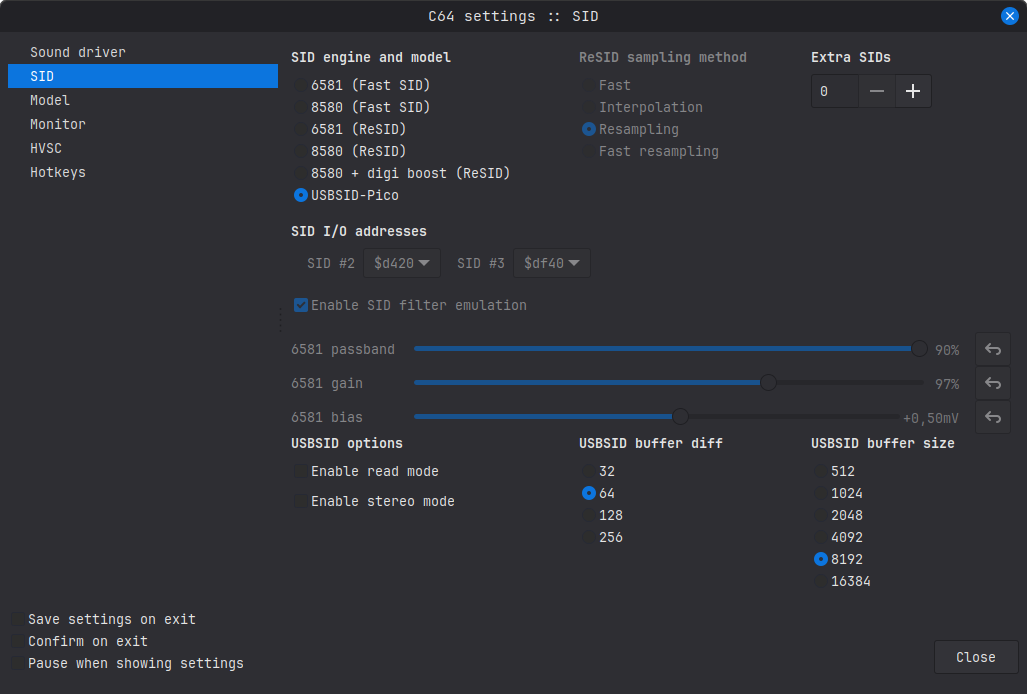 C64 settings :: SID
Sound driver
SID
Model
Monitor
HVSC
Hotkeys
SID engine and model
6581 (Fast SID)
8580 (Fast SID)
6581 (ReSID)
8580 (ReSID)
8580 + digi boost (ReSID)
USBSID-Pico
ReSID sampling method
Fast
Interpolation
Resampling
Fast resampling
Extra SIDs
0
SID I/O addresses
SID #2 $d420 SID #3 $df40
Enable SID filter emulation
6581 passband 90%
6581 gain 97%
6581 bias +0,50mV
USBSID options
Enable read mode
Enable stereo mode
USBSID buffer diff
32
64
128
256
USBSID buffer size
512
1024
2048
4092
8192
16384
Save settings on exit
Confirm on exit
Pause when showing settings
Close